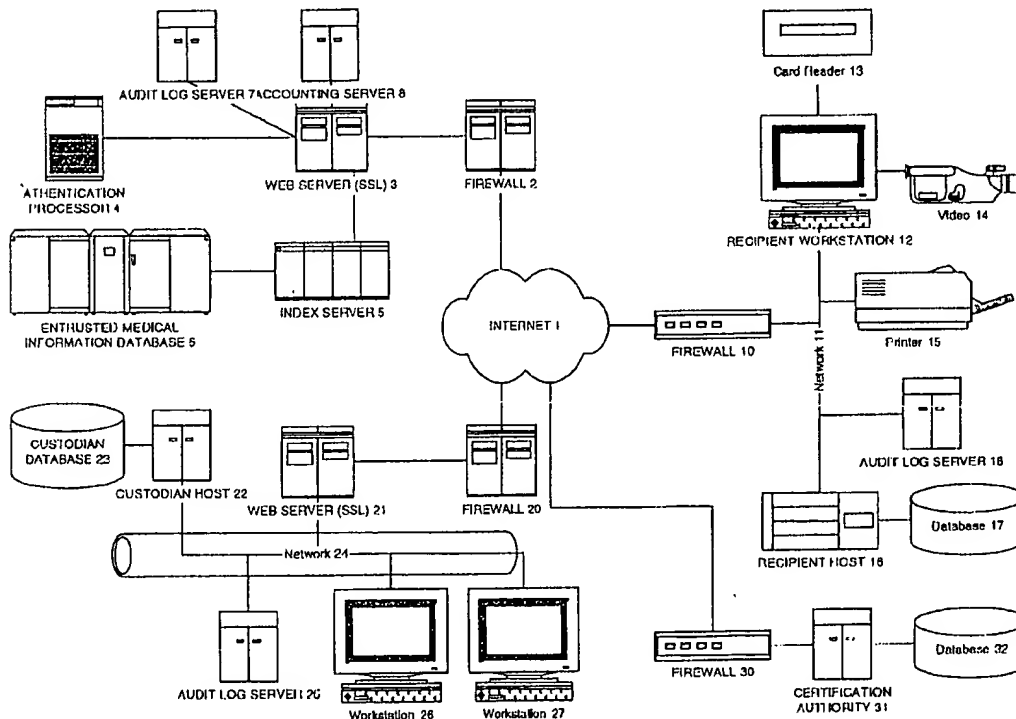 Card Reader 13
AUDIT LOG SERVER 7
ACCOUNTING SERVER 8
ATHENTICATION
PROCESSOR 4
WEB SERVER (SSL) 3
FIREWALL 2
Video 14
RECIPIENT WORKSTATION 12
ENTRUSTED MEDICAL
INFORMATION DATABASE 6
INDEX SERVER 5
INTERNET 1
FIREWALL 10
Network 11
Printer 15
CUSTODIAN
DATABASE 23
CUSTODIAN HOST 22
WEB SERVER (SSL) 21
FIREWALL 20
AUDIT LOG SERVER 18
Network 24
RECIPIENT HOST 16
Database 17
AUDIT LOG SERVER 25
Workstation 26
Workstation 27
FIREWALL 30
CERTIFICATION
AUTHORITY 31
Database 32